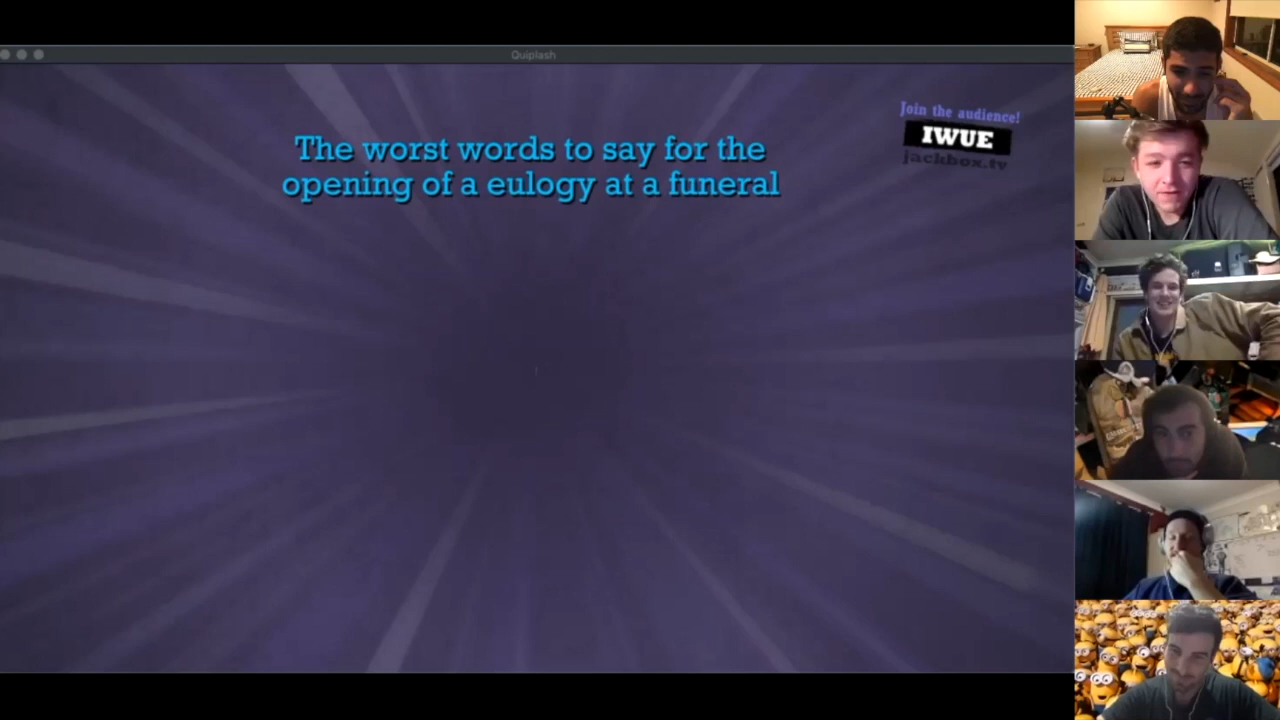 Quiplash
The worst words to say for the
opening of a eulogy at a funeral
Join the audience!
IWUE
jackbox.tv